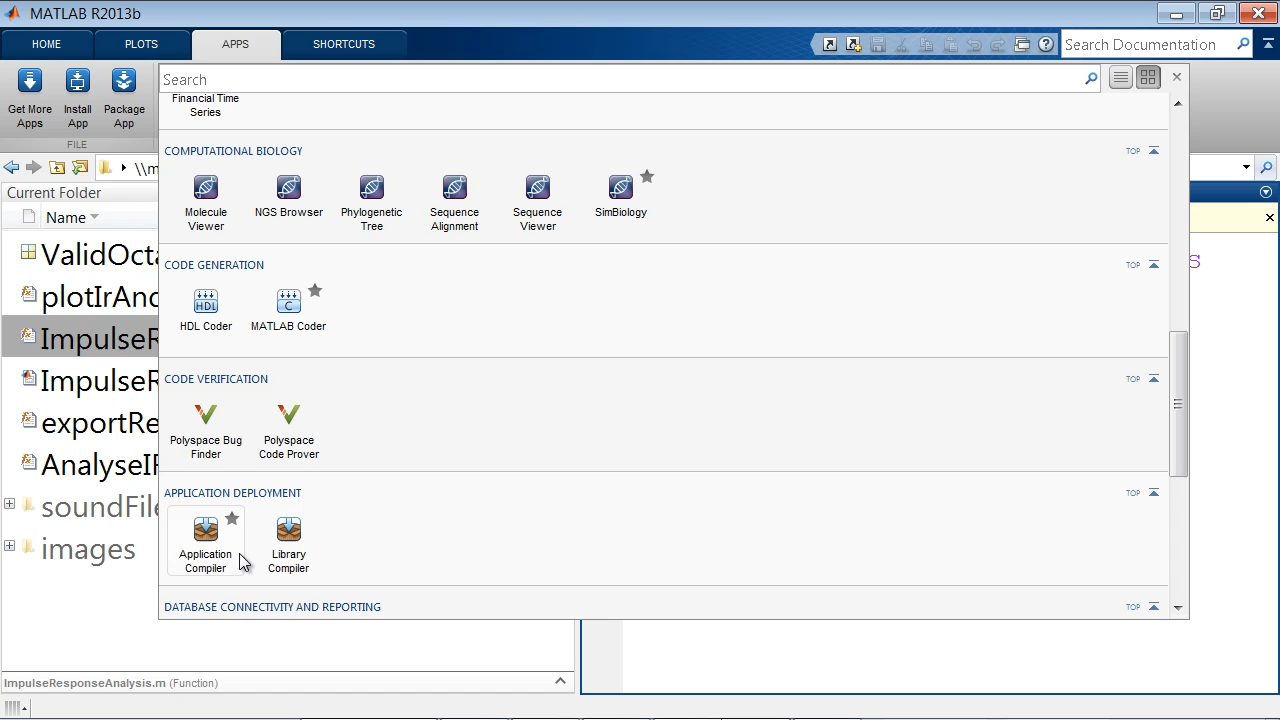 MATLAB R2013b
HOME
PLOTS
APPS
SHORTCUTS
Search Documentation
Get More
Apps
Install
App
Package
App
FILE
Search
Financial Time
Series
COMPUTATIONAL BIOLOGY
TOP
Molecule
Viewer
NGS Browser
Phylogenetic
Tree
Sequence
Alignment
Sequence
Viewer
SimBiology
CODE GENERATION
TOP
HDL
HDL Coder
C
MATLAB Coder
CODE VERIFICATION
TOP
Polyspace Bug
Finder
Polyspace
Code Prover
APPLICATION DEPLOYMENT
TOP
Application
Compiler
Library
Compiler
DATABASE CONNECTIVITY AND REPORTING
TOP
\\m
Current Folder
Name
ValidOcta
plotIrAnd
ImpulseR
ImpulseR
exportRe
AnalyseIF
soundFile
images
s
ImpulseResponseAnalysis.m (Function)